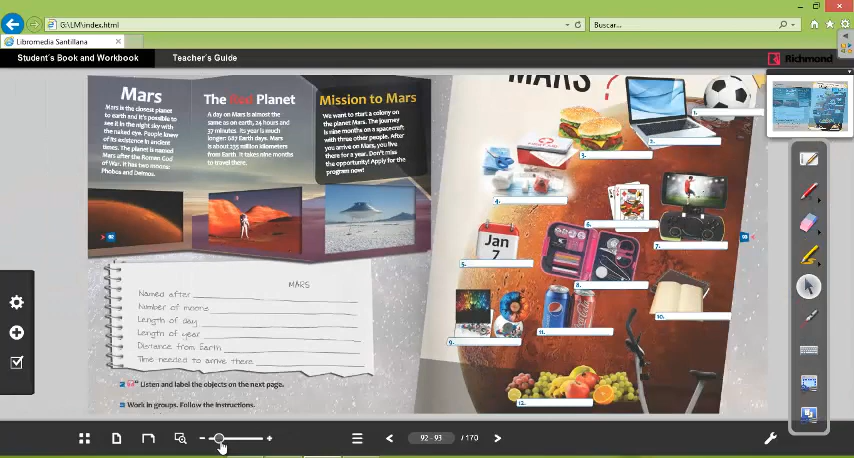 G:\LM\index.html
Buscar...
Libromedia Santillana
Student's Book and Workbook
Teacher's Guide
Richmond
Mars
Mars is the closest planet
to earth and it's possible to
see it in the night sky with
the naked eye. People knew
of its existence in ancient
times. The planet is named
Mars after the Roman God
of War. It has two moons:
Phobos and Deimos.
The Red Planet
A day on Mars is almost the
same as on earth, 24 hours and
37 minutes. Its year is much
longer: 687 Earth days. Mars
is about 225 million kilometers
from Earth. It takes nine months
to travel there.
Mission to Mars
We want to start a colony on
the planet Mars. The journey
is nine months on a spacecraft
with three other people. After
you arrive on Mars, you live
there for a year. Don't miss
the opportunity! Apply for the
program now!
MARS
Named after
Number of moons
Length of day
Length of year
Distance from Earth
Time needed to arrive there
Listen and label the objects on the next page.
Work in groups. Follow the instructions.
MARS?
1.
2.
3.
4.
5.
Jan
7
6.
7.
8.
9.
10.
11.
12.
92 - 93 / 170